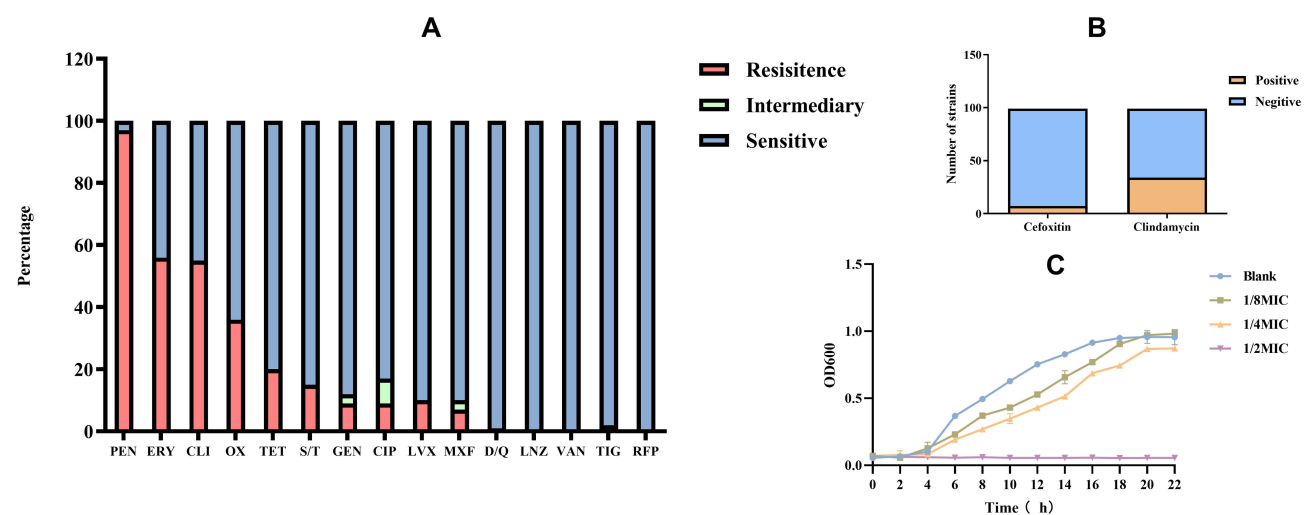 A
120
100
80
60
40
20
0
Percentage
PEN ERY CLI OX TET S/T GEN CIP LVX MXF D/Q LNZ VAN TIG RFP
Resisitence
Intermediary
Sensitive
B
150
100
50
0
Number of strains
Cefoxitin Clindamycin
Positive
Negitive
C
1.5
1.0
0.5
0.0
OD600
0 2 4 6 8 10 12 14 16 18 20 22
Time ( h)
Blank
1/8MIC
1/4MIC
1/2MIC